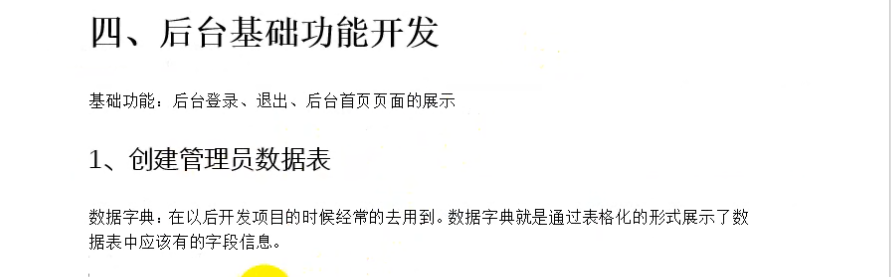 四、后台基础功能开发
基础功能：后台登录、退出、后台首页页面的展示
1、创建管理员数据表
数据字典：在以后开发项目的时候经常的去用到。数据字典就是通过表格化的形式展示了数
据表中应该有的字段信息。